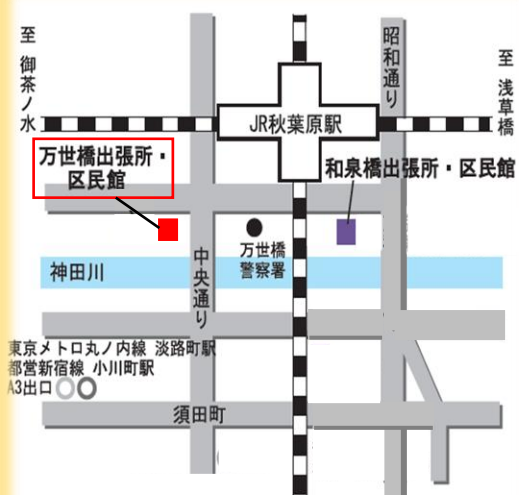 至 御茶ノ水
昭和通り
至 浅草橋
JR秋葉原駅
万世橋出張所・
区民館
和泉橋出張所・区民館
万世橋
警察署
中央通り
神田川
東京メトロ丸ノ内線 淡路町駅
都営新宿線 小川町駅
A3出口
須田町